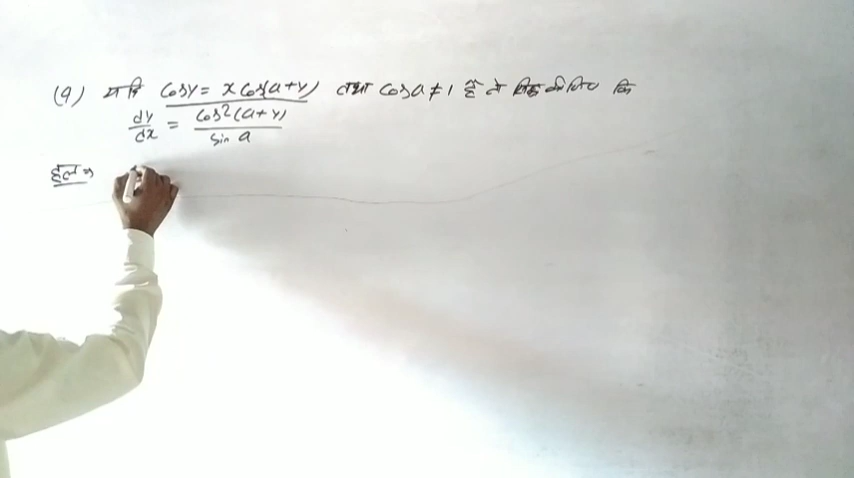 (9) यदि Cosy = x Cos(a+y) तथा Cosa ≠ 1 है तो सिद्ध कीजिए कि
dy/dx = Cos²(a+y)/Sin a
हल →